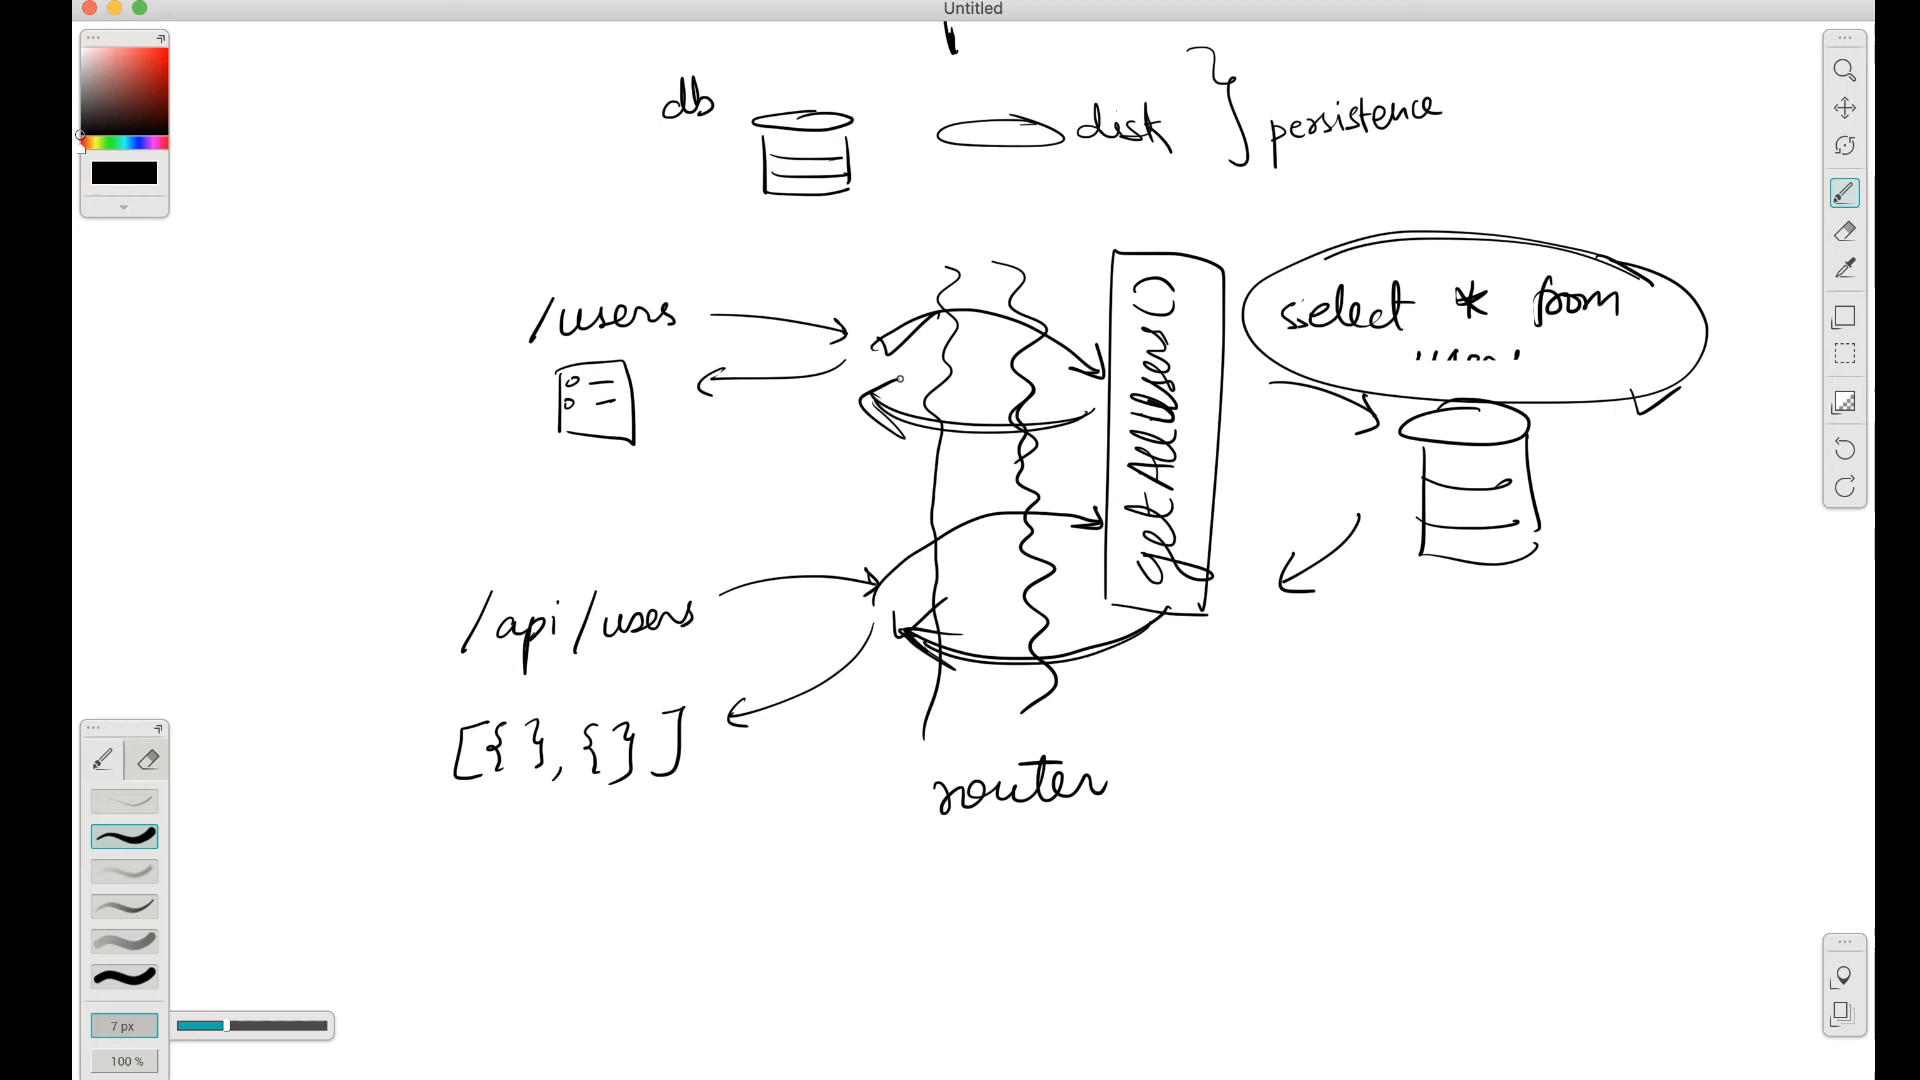 Untitled
db
disk
persistence
/users
getAllUsers()
select * from
/api/users
[{},{}]
router
7 px
100 %